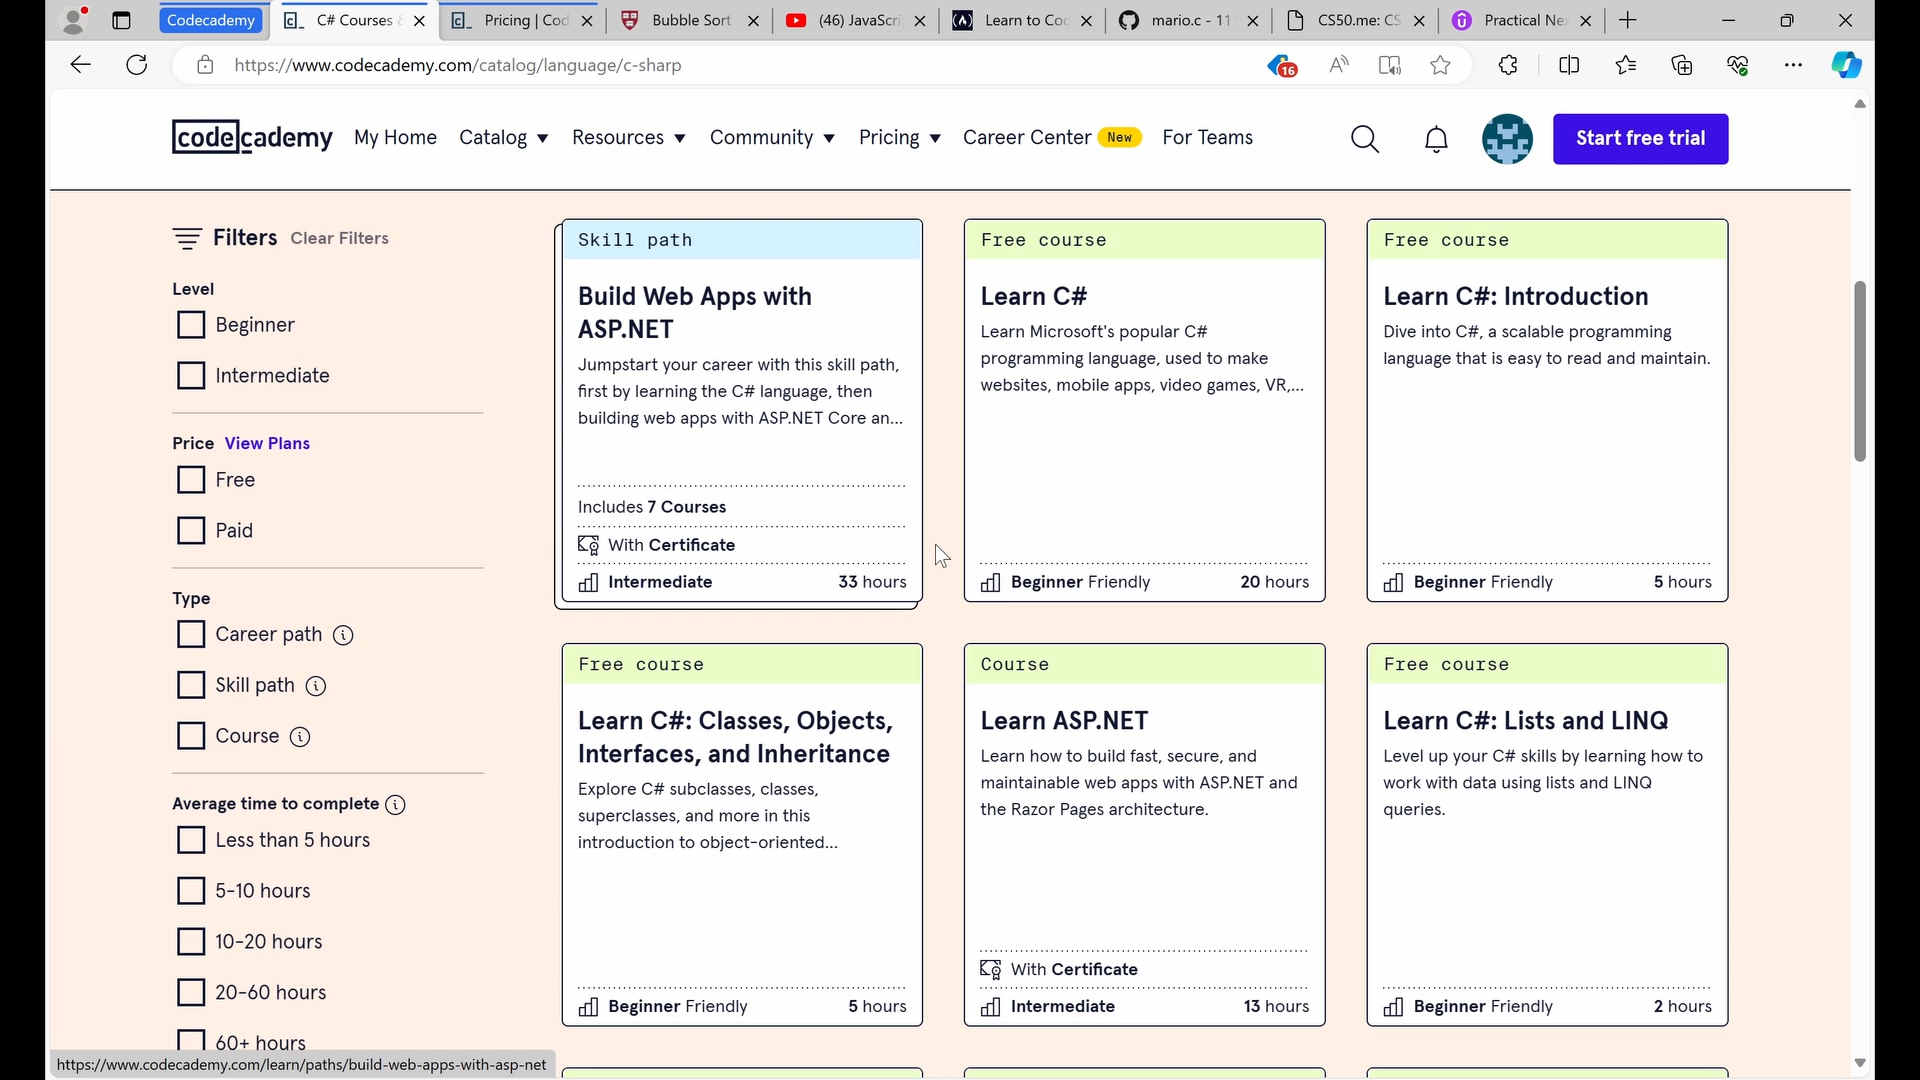 Codecademy
C# Courses &
Pricing | Cod
Bubble Sort
(46) JavaScri
Learn to Coc
mario.c - 11
CS50.me: CS
Practical Ne
https://www.codecademy.com/catalog/language/c-sharp
16
codecademy
My Home
Catalog
Resources
Community
Pricing
Career Center
New
For Teams
Start free trial
Filters
Clear Filters
Level
Beginner
Intermediate
Price View Plans
Free
Paid
Type
Career path
Skill path
Course
Average time to complete
Less than 5 hours
5-10 hours
10-20 hours
20-60 hours
60+ hours
Skill path
Build Web Apps with
ASP.NET
Jumpstart your career with this skill path,
first by learning the C# language, then
building web apps with ASP.NET Core an...
Includes 7 Courses
With Certificate
Intermediate
33 hours
Free course
Learn C#
Learn Microsoft's popular C#
programming language, used to make
websites, mobile apps, video games, VR,...
Beginner Friendly
20 hours
Free course
Learn C#: Introduction
Dive into C#, a scalable programming
language that is easy to read and maintain.
Beginner Friendly
5 hours
Free course
Learn C#: Classes, Objects,
Interfaces, and Inheritance
Explore C# subclasses, classes,
superclasses, and more in this
introduction to object-oriented...
Beginner Friendly
5 hours
Course
Learn ASP.NET
Learn how to build fast, secure, and
maintainable web apps with ASP.NET and
the Razor Pages architecture.
With Certificate
Intermediate
13 hours
Free course
Learn C#: Lists and LINQ
Level up your C# skills by learning how to
work with data using lists and LINQ
queries.
Beginner Friendly
2 hours
https://www.codecademy.com/learn/paths/build-web-apps-with-asp-net